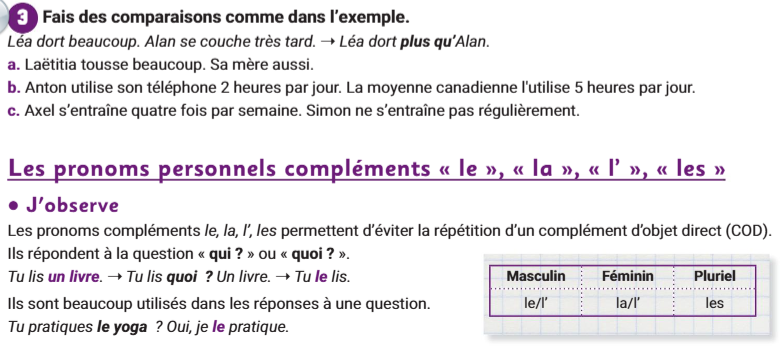 3 Fais des comparaisons comme dans l'exemple.
Léa dort beaucoup. Alan se couche très tard. → Léa dort plus qu'Alan.
a. Laëtitia tousse beaucoup. Sa mère aussi.
b. Anton utilise son téléphone 2 heures par jour. La moyenne canadienne l'utilise 5 heures par jour.
c. Axel s'entraîne quatre fois par semaine. Simon ne s'entraîne pas régulièrement.
Les pronoms personnels compléments « le », « la », « l' », « les »
• J'observe
Les pronoms compléments le, la, l', les permettent d'éviter la répétition d'un complément d'objet direct (COD).
Ils répondent à la question « qui ? » ou « quoi ? ».
Tu lis un livre. → Tu lis quoi ? Un livre. → Tu le lis.
Ils sont beaucoup utilisés dans les réponses à une question.
Tu pratiques le yoga ? Oui, je le pratique.
Masculin Féminin Pluriel
le/l' la/l' les